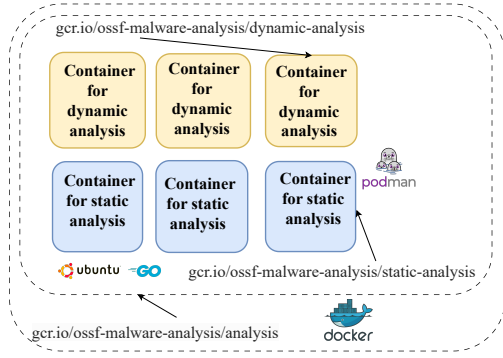 gcr.io/ossf-malware-analysis/dynamic-analysis
Container
for
dynamic
analysis
Container
for
dynamic
analysis
Container
for
dynamic
analysis
Container
for static
analysis
Container
for static
analysis
Container
for static
analysis
podman
ubuntu
GO
gcr.io/ossf-malware-analysis/static-analysis
gcr.io/ossf-malware-analysis/analysis
docker